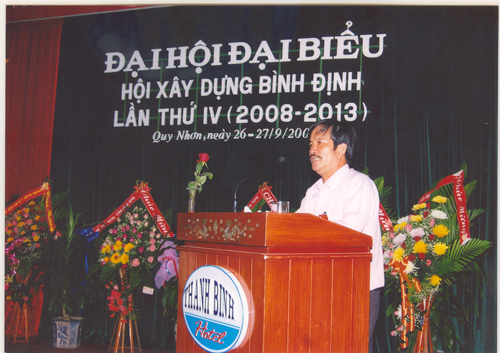 ĐẠI HỘI ĐẠI BIỂU
HỘI XÂY DỰNG BÌNH ĐỊNH
LẦN THỨ IV (2008-2013)
Quy Nhơn, ngày 26-27/9/200
THANH BINH
Hotel